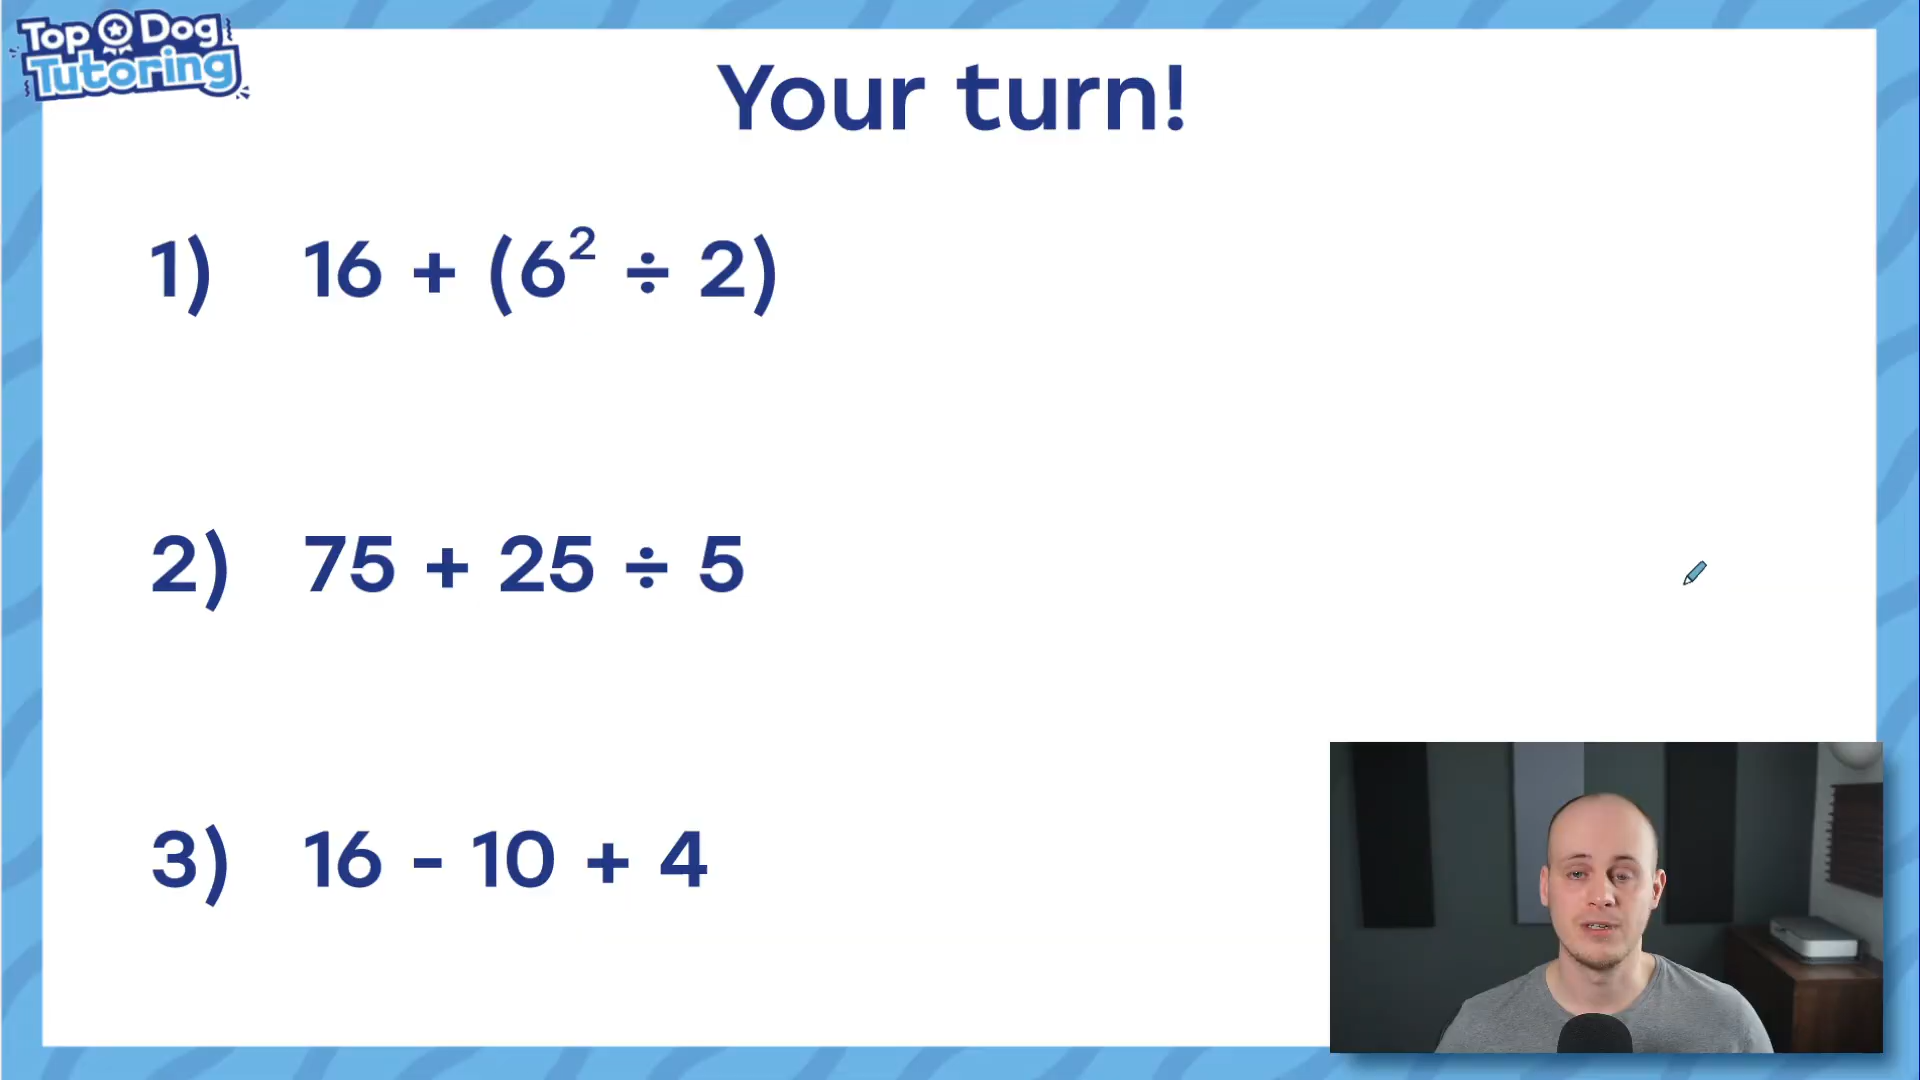 Top Dog
Tutoring
Your turn!
1) 16 + (6² ÷ 2)
2) 75 + 25 ÷ 5
3) 16 - 10 + 4